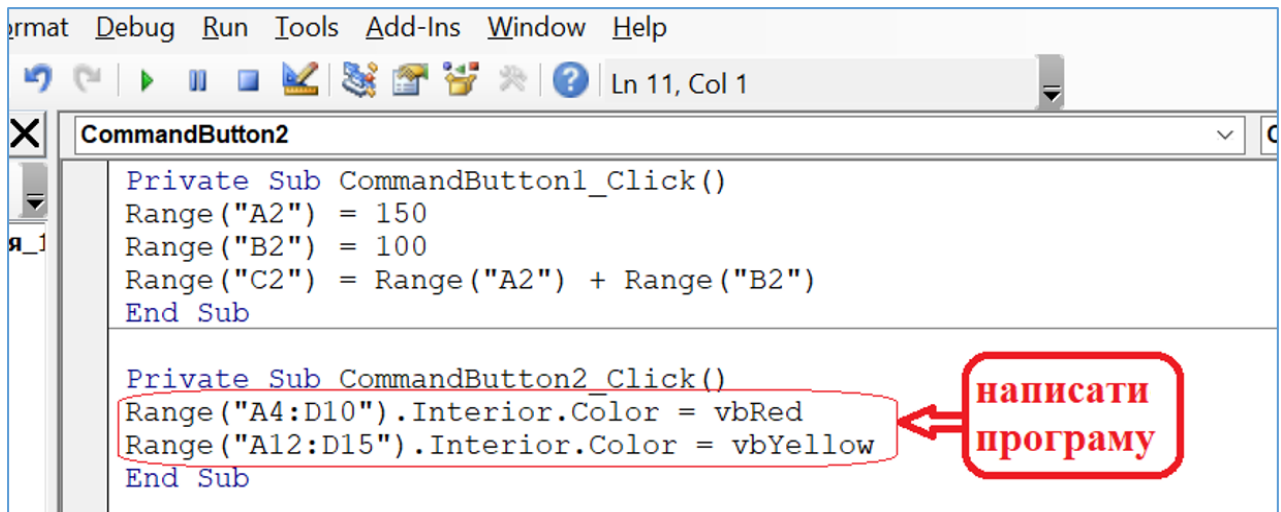 ormat Debug Run Tools Add-Ins Window Help
Ln 11, Col 1
CommandButton2
Private Sub CommandButton1_Click()
Range("A2") = 150
Range("B2") = 100
я_1
Range("C2") = Range("A2") + Range("B2")
End Sub
Private Sub CommandButton2_Click()
Range("A4:D10").Interior.Color = vbRed
Range("A12:D15").Interior.Color = vbYellow
End Sub
написати
програму